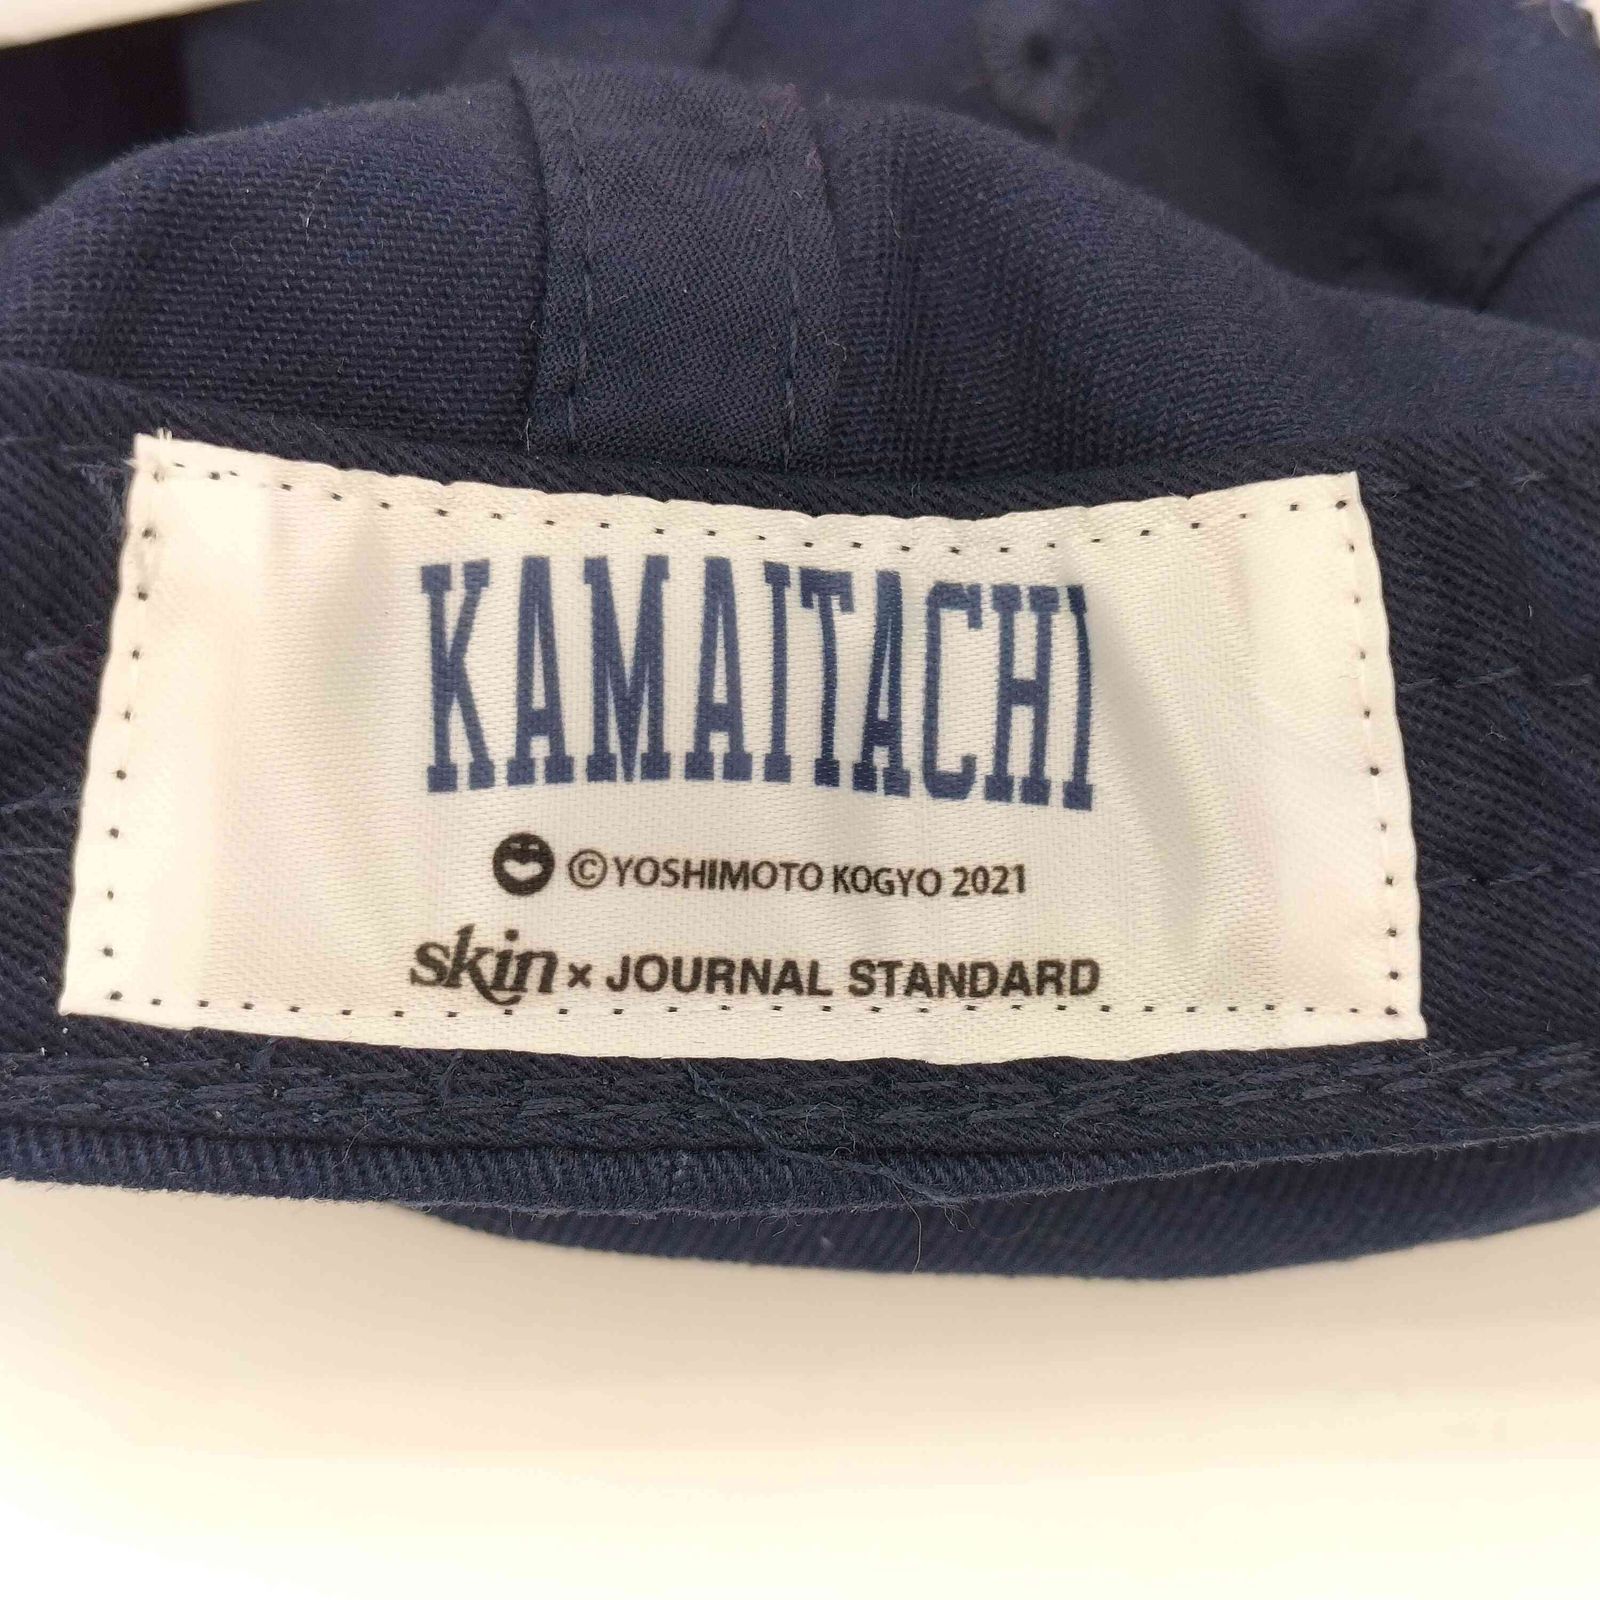 KAMAITACHI
©YOSHIMOTO KOGYO 2021
skin × JOURNAL STANDARD